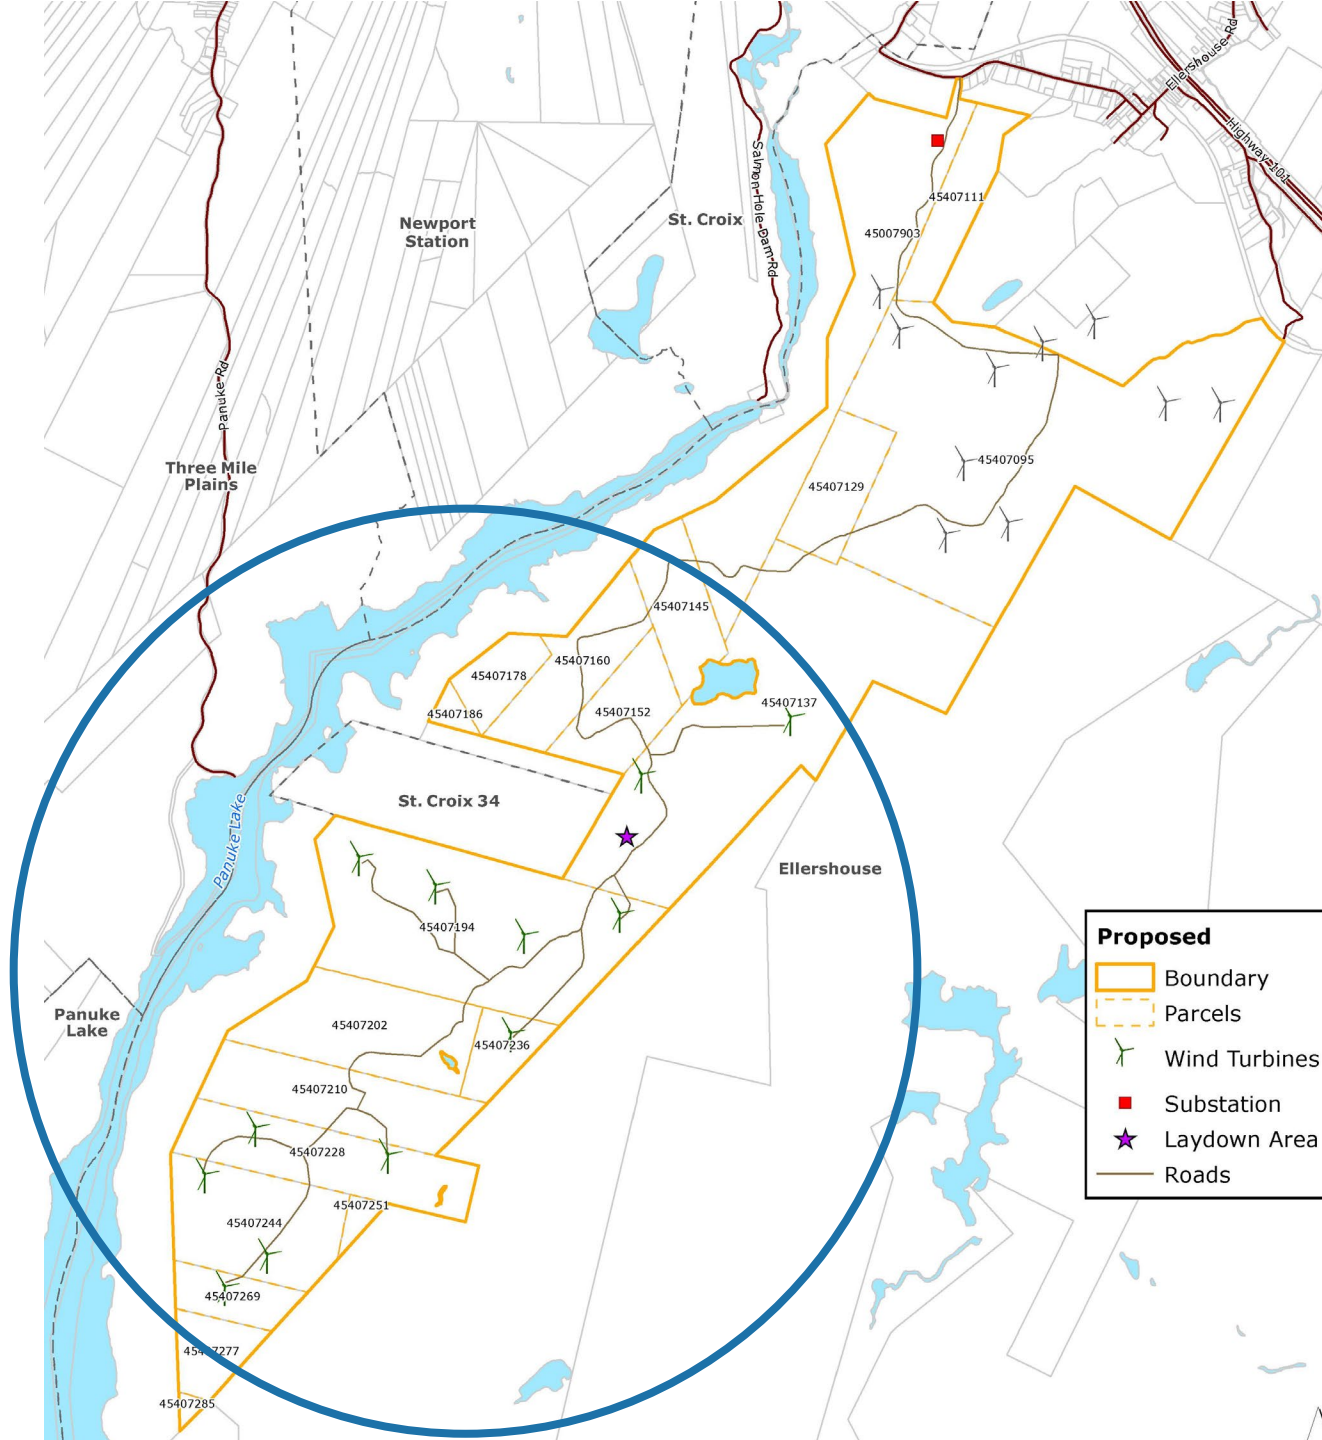 Ellershouse Rd
Highway 101
Salmon Hole Dam Rd
45407111
Newport
Station
St. Croix
45007903
Panuke Rd
Three Mile
Plains
45407095
45407129
45407145
45407160
45407178
45407137
45407186
45407152
St. Croix 34
Panuke Lake
Ellershouse
45407194
Proposed
Boundary
Parcels
Wind Turbines
Substation
Laydown Area
Roads
Panuke
Lake
45407202
45407236
45407210
45407228
45407251
45407244
45407269
45407277
45407285